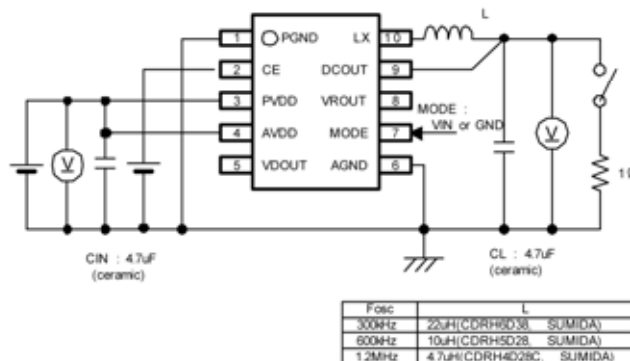 L
1 PGND LX 10
2 CE DCOUT 9
3 PVDD VROUT 8
4 AVDD MODE 7
5 VDOUT AGND 6
MODE :
VIN or GND
V
V
CIN : 4.7uF
(ceramic)
CL : 4.7uF
(ceramic)
Fosc L
300kHz 22uH(CDRH6D38, SUMIDA)
600kHz 10uH(CDRH5D28, SUMIDA)
1.2MHz 4.7uH(CDRH4D28C, SUMIDA)